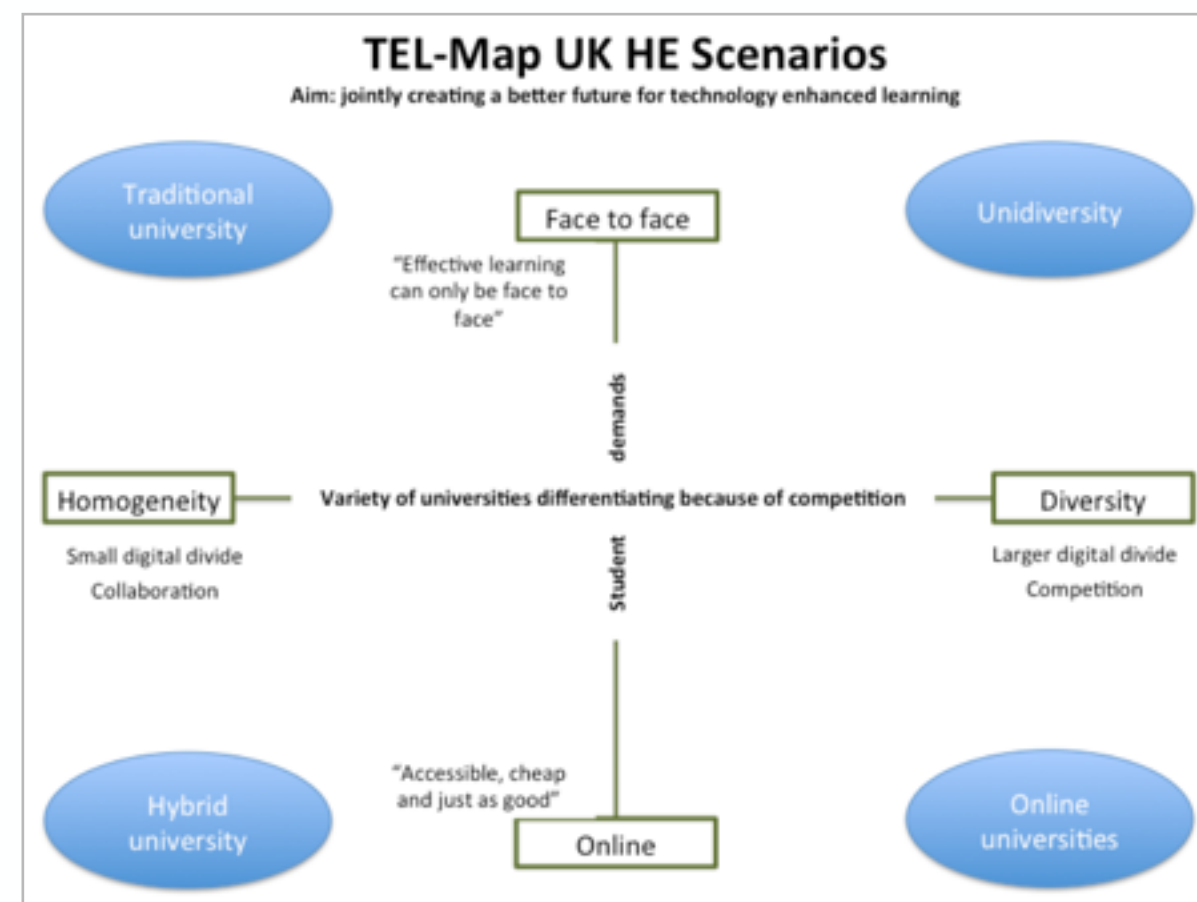 TEL-Map UK HE Scenarios
Aim: jointly creating a better future for technology enhanced learning
Traditional
university
Face to face
Unidiversity
“Effective learning
can only be face to
face”
demands
Homogeneity
Variety of universities differentiating because of competition
Diversity
Small digital divide
Collaboration
Student
Larger digital divide
Competition
“Accessible, cheap
and just as good”
Hybrid
university
Online
Online
universities